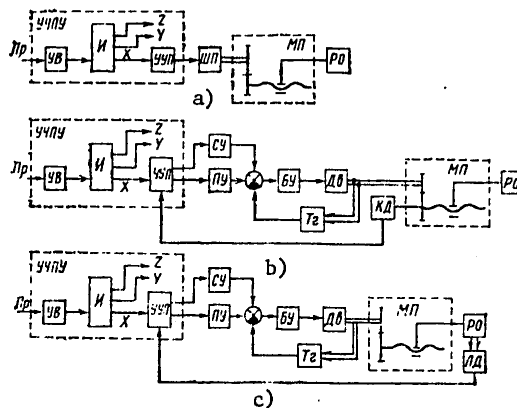 УЧПУ
Пр УВ И Z Y X УУП ШП МП РО
a)
УЧПУ
Пр УВ И Z Y X УУП СУ ПУ БУ Дв Тг КД МП РО
b)
УЧПУ
Пр УВ И Z Y X УУП СУ ПУ БУ Дв Тг МП РО ЛД
c)